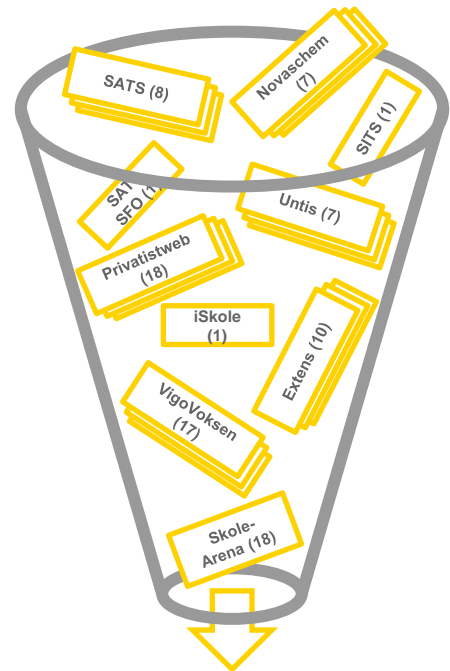 SATS (8)
Novaschem
(7)
SITS (1)
SFO (1)
Untis (7)
Privatistweb
(18)
iSkole
(1)
Extens (10)
VigoVoksen
(17)
Skole-
Arena (18)